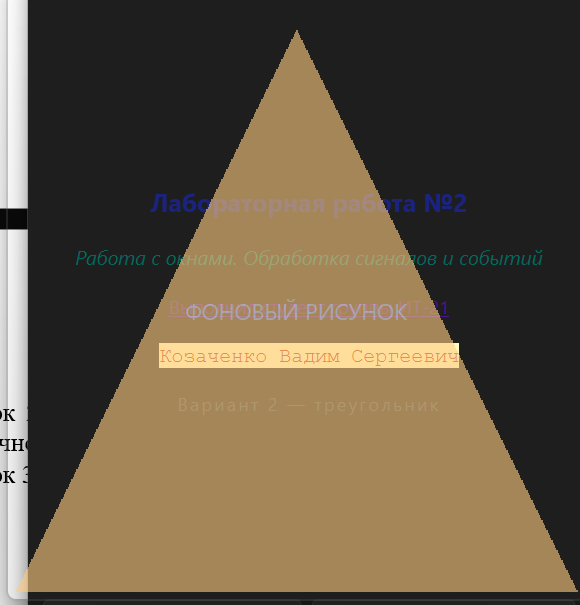 Лабораторная работа №2
Работа с окнами. Обработка сигналов и событий
ФОНОВЫЙ РИСУНОК
Козаченко Вадим Сергеевич
Вариант 2 — треугольник